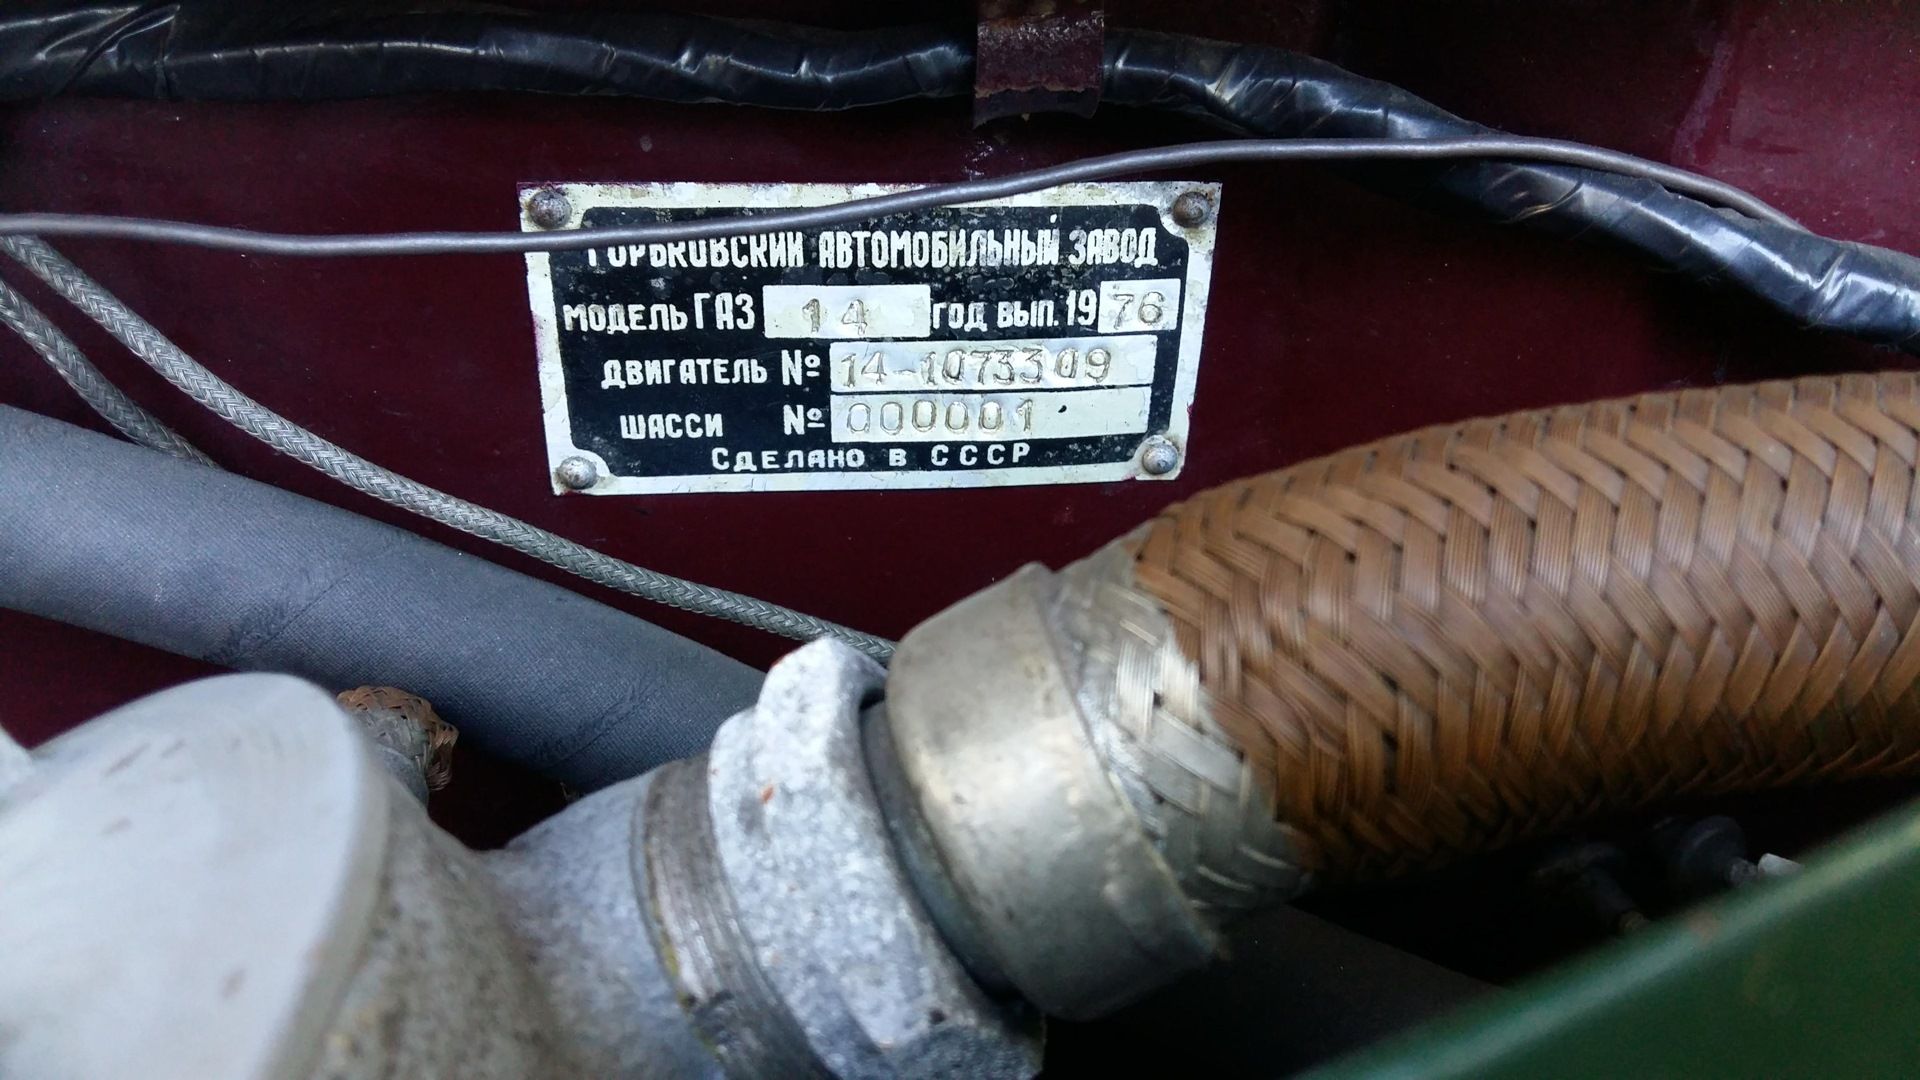 ГОРЬКОВСКИЙ АВТОМОБИЛЬНЫЙ ЗАВОД
МОДЕЛЬ ГАЗ 14 ГОД ВЫП. 1976
ДВИГАТЕЛЬ № 14-1073309
ШАССИ № 000001
СДЕЛАНО В СССР